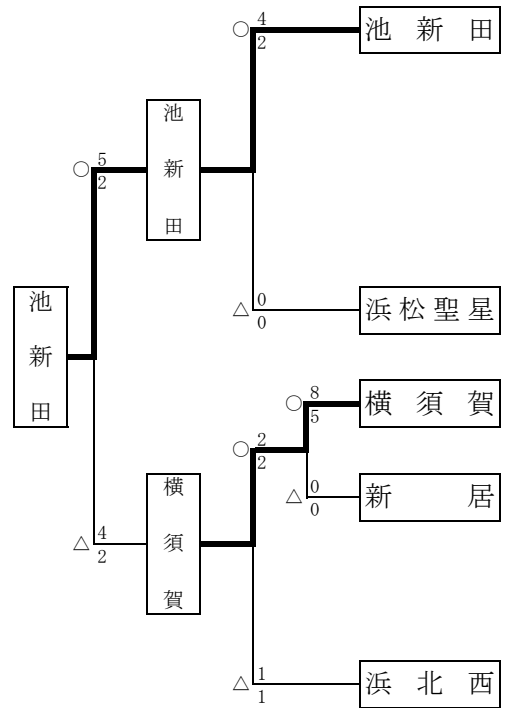 ○ 4
2
池 新 田
池 新 田
○ 5
2
池 新 田
△ 0
0
浜松聖星
○ 8
5
横 須 賀
○ 2
2
△ 0
0
新 居
横 須 賀
△ 4
2
△ 1
1
浜 北 西